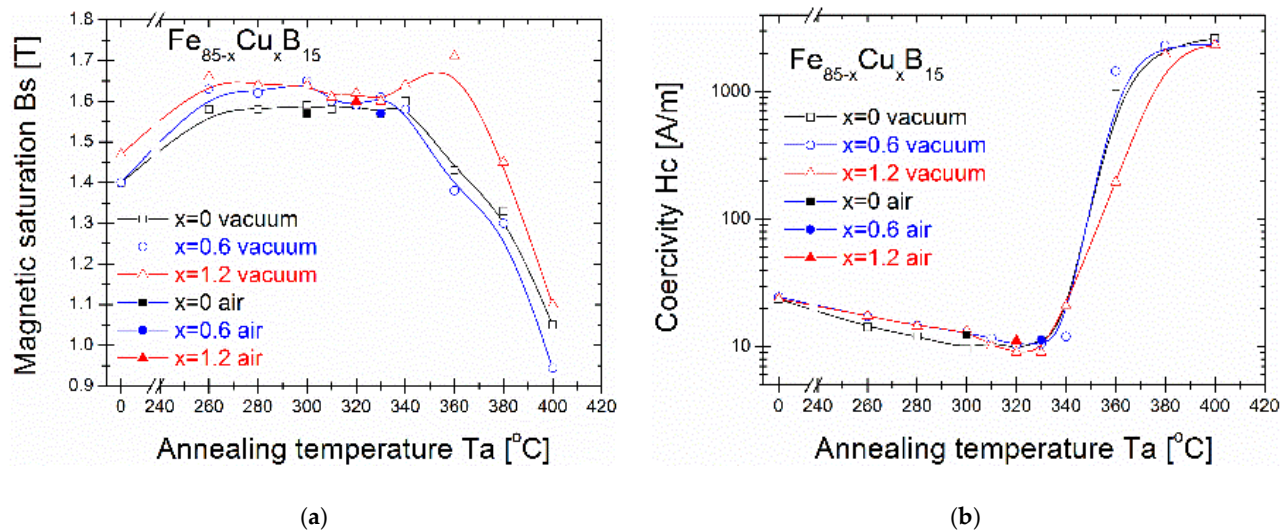 Fe85-xCuxB15
Magnetic saturation Bs [T]
1.8
1.7
1.6
1.5
1.4
1.3
1.2
1.1
1.0
0.9
x=0 vacuum
x=0.6 vacuum
x=1.2 vacuum
x=0 air
x=0.6 air
x=1.2 air
0 240 260 280 300 320 340 360 380 400 420
Annealing temperature Ta [°C]
(a)
Fe85-xCuxB15
Coercivity Hc [A/m]
1000
100
10
x=0 vacuum
x=0.6 vacuum
x=1.2 vacuum
x=0 air
x=0.6 air
x=1.2 air
0 240 260 280 300 320 340 360 380 400 420
Annealing temperature Ta [°C]
(b)